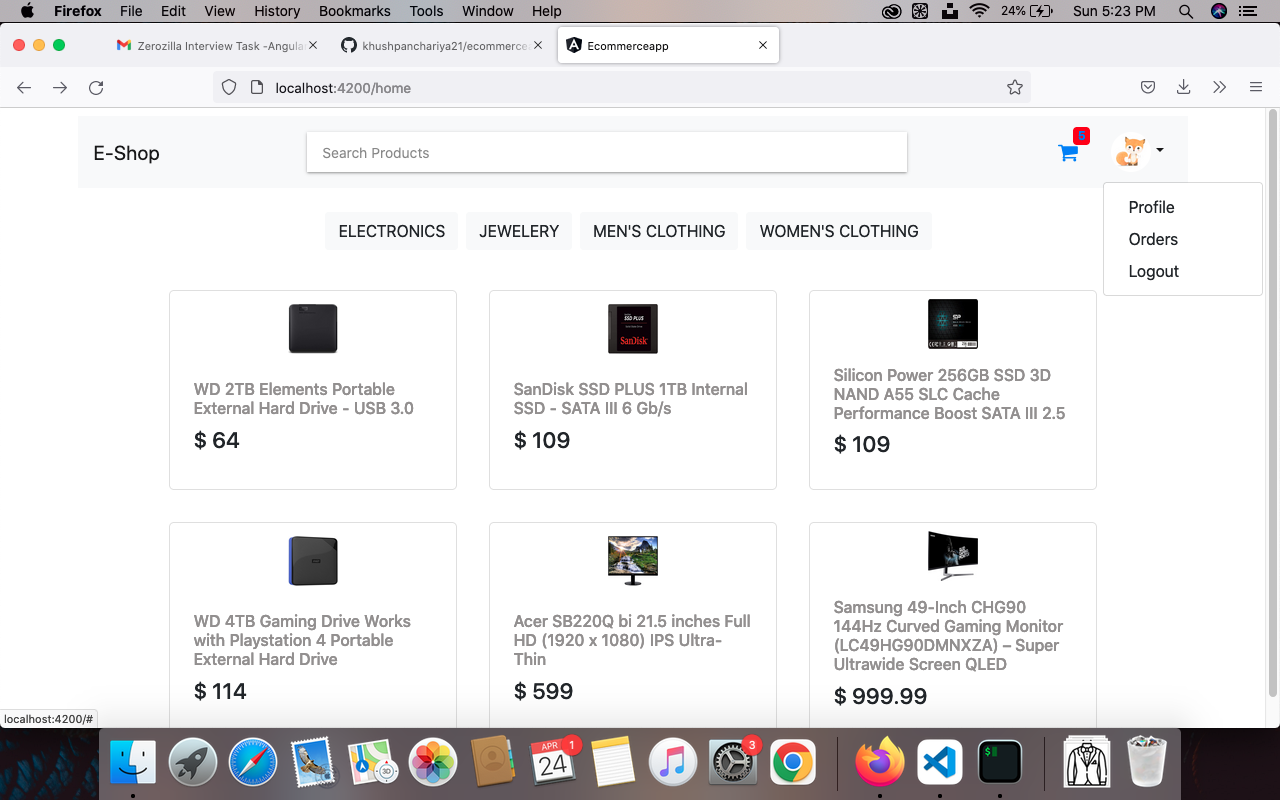 Firefox File Edit View History Bookmarks Tools Window Help 24% Sun 5:23 PM
Zerozilla Interview Task -Angula
khushpanchariya21/ecommerce
Ecommerceapp
localhost:4200/home
E-Shop
Search Products
5
Profile
Orders
Logout
ELECTRONICS JEWELERY MEN'S CLOTHING WOMEN'S CLOTHING
SSD PLUS
SanDisk
SP
WD 2TB Elements Portable
External Hard Drive - USB 3.0
$ 64
SanDisk SSD PLUS 1TB Internal
SSD - SATA III 6 Gb/s
$ 109
Silicon Power 256GB SSD 3D
NAND A55 SLC Cache
Performance Boost SATA III 2.5
$ 109
WD 4TB Gaming Drive Works
with Playstation 4 Portable
External Hard Drive
$ 114
Acer SB220Q bi 21.5 inches Full
HD (1920 x 1080) IPS Ultra-
Thin
$ 599
Samsung 49-Inch CHG90
144Hz Curved Gaming Monitor
(LC49HG90DMNXZA) – Super
Ultrawide Screen QLED
$ 999.99
localhost:4200/#
3D
APR
24
1
3
$